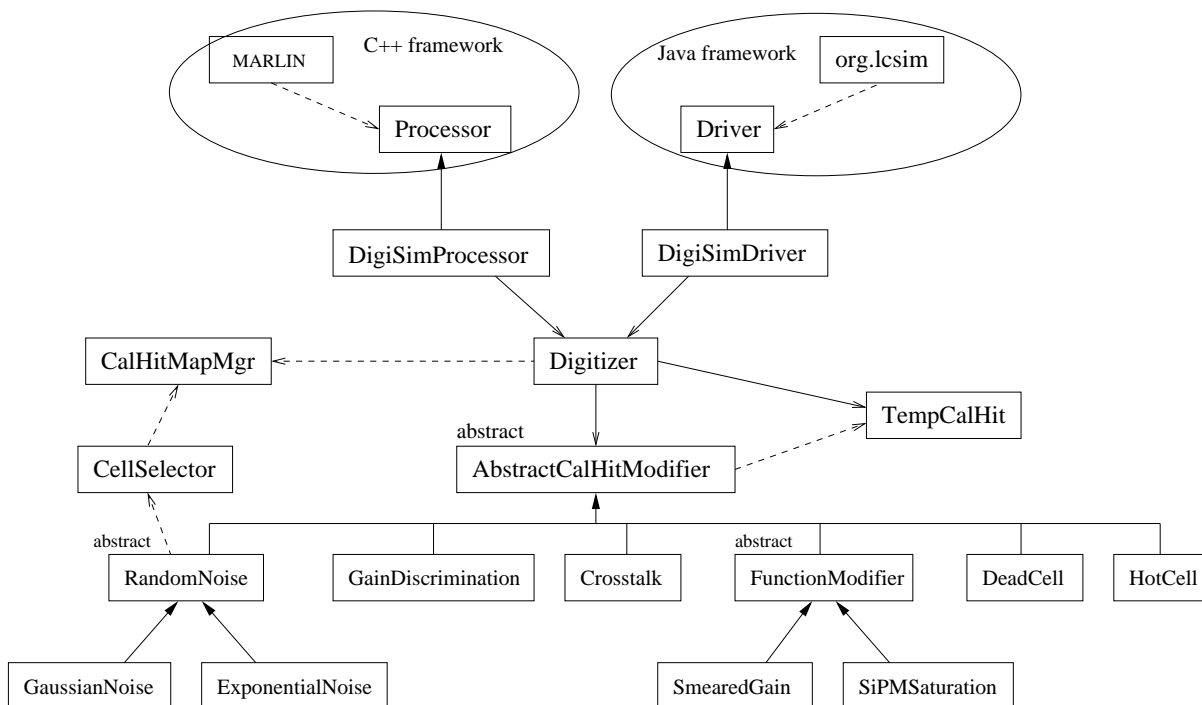 C++ framework
MARLIN
Processor
Java framework
org.lcsim
Driver
DigiSimProcessor
DigiSimDriver
CalHitMapMgr
Digitizer
TempCalHit
abstract
CellSelector
AbstractCalHitModifier
abstract
abstract
RandomNoise
GainDiscrimination
Crosstalk
FunctionModifier
DeadCell
HotCell
GaussianNoise
ExponentialNoise
SmearedGain
SiPMSaturation